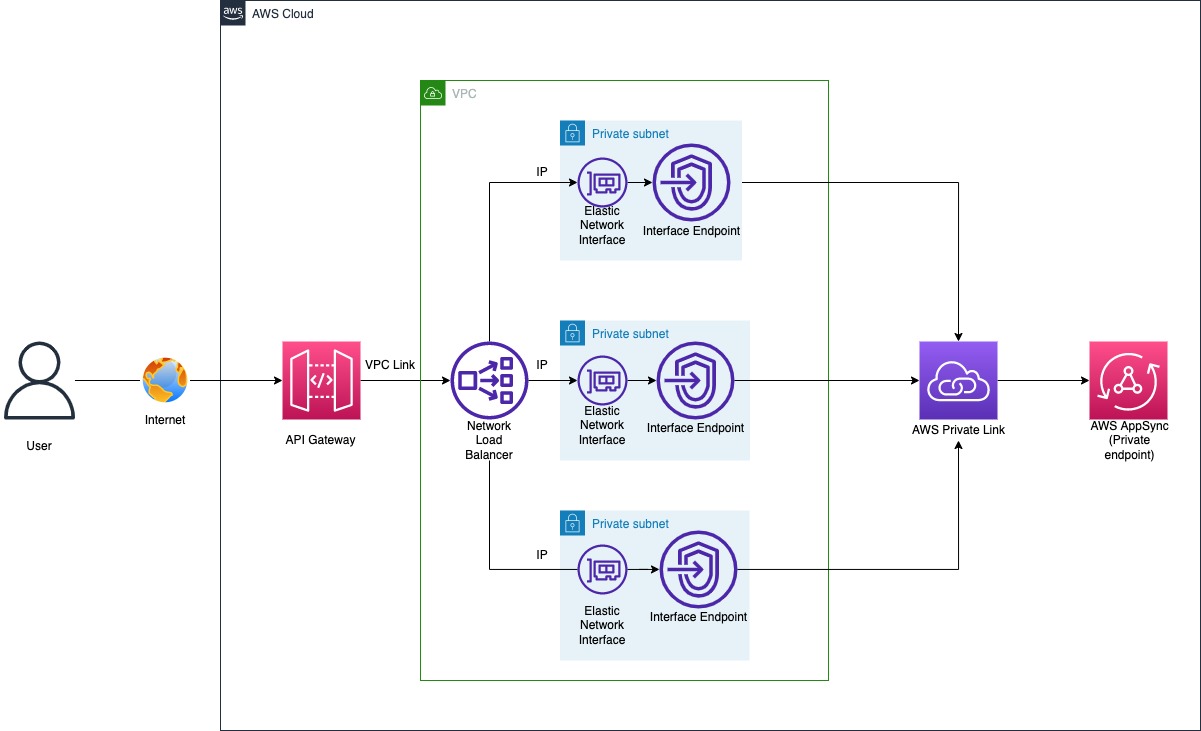 aws
AWS Cloud
VPC
Private subnet
IP
Elastic
Network
Interface
Interface Endpoint
Private subnet
VPC Link
IP
Elastic
Network
Interface
Interface Endpoint
User
Internet
</>
API Gateway
Network
Load
Balancer
AWS Private Link
AWS AppSync
(Private
endpoint)
Private subnet
IP
Elastic
Network
Interface
Interface Endpoint